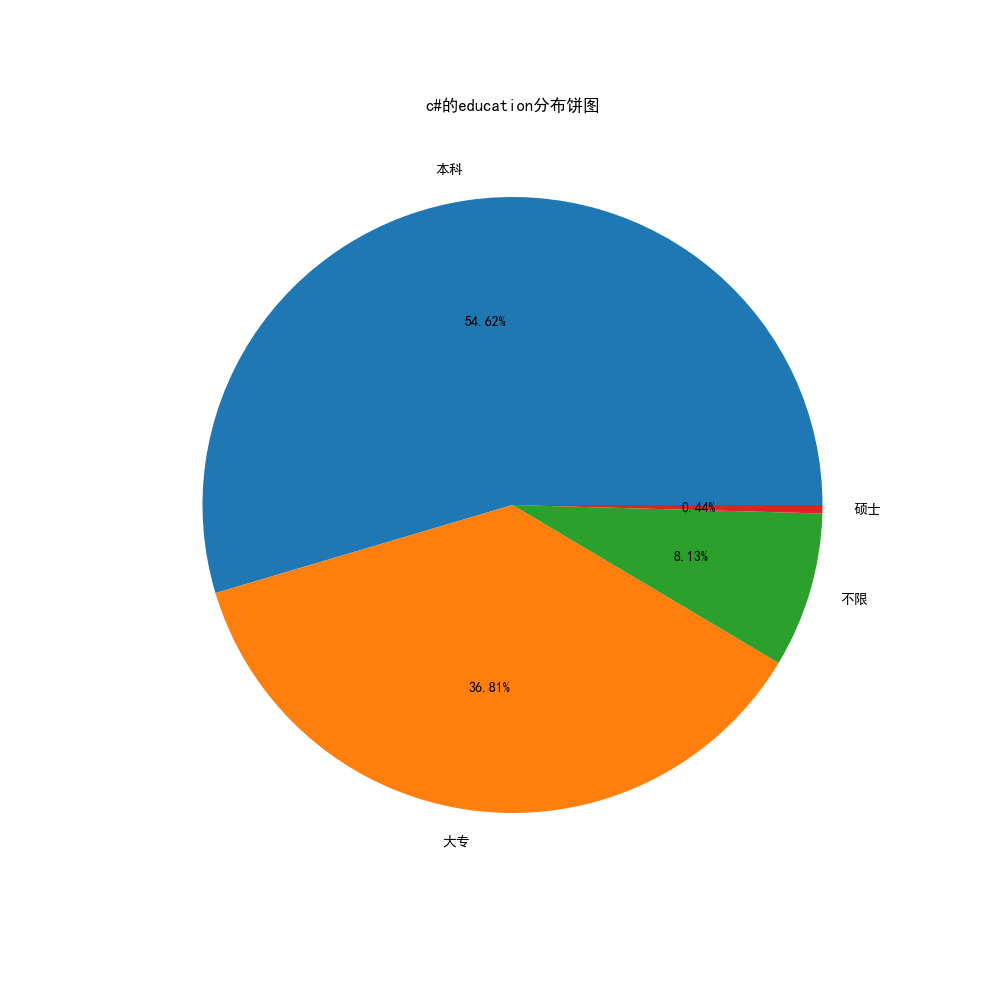 c#的education分布饼图
本科
54.62%
0.44%
硕士
8.13%
不限
36.81%
大专